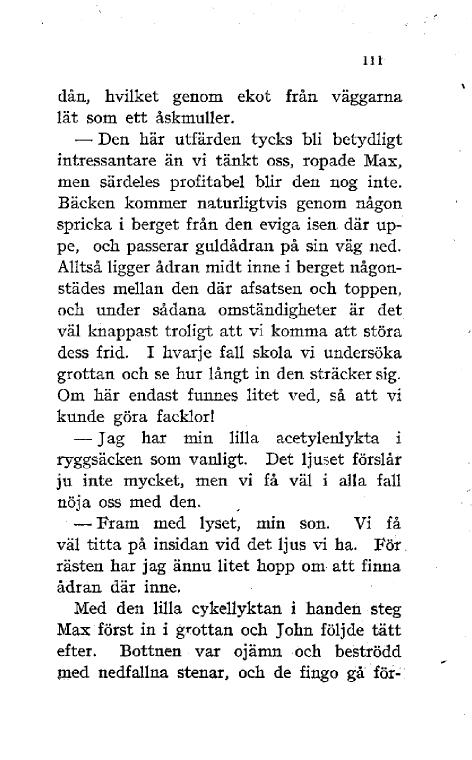 111
dån, hvilket genom ekot från väggarna
lät som ett åskmuller.
— Den här utfärden tycks bli betydligt
intressantare än vi tänkt oss, ropade Max,
men särdeles profitabel blir den nog inte.
Bäcken kommer naturligtvis genom någon
spricka i berget från den eviga isen där up-
pe, och passerar guldådran på sin väg ned.
Alltså ligger ådran midt inne i berget någon-
städes mellan den där afsatsen och toppen,
och under sådana omständigheter är det
väl knappast troligt att vi komma att störa
dess frid. I hvarje fall skola vi undersöka
grottan och se hur långt in den sträcker sig.
Om här endast funnes litet ved, så att vi
kunde göra facklor!
— Jag har min lilla acetylenlykta i
ryggsäcken som vanligt. Det ljuset förslår
ju inte mycket, men vi få väl i alla fall
nöja oss med den.
— Fram med lyset, min son. Vi få
väl titta på insidan vid det ljus vi ha. För
rästen har jag ännu litet hopp om att finna
ådran där inne.
Med den lilla cykellyktan i handen steg
Max först in i grottan och John följde tätt
efter. Bottnen var ojämn och beströdd
med nedfallna stenar, och de fingo gå för-